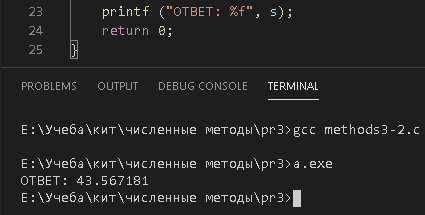 23 printf ("ОТВЕТ: %f", s);
24 return 0;
25 }
PROBLEMS OUTPUT DEBUG CONSOLE TERMINAL
E:\Учеба\кит\численные методы\pr3>gcc methods3-2.c
E:\Учеба\кит\численные методы\pr3>a.exe
ОТВЕТ: 43.567181
E:\Учеба\кит\численные методы\pr3>